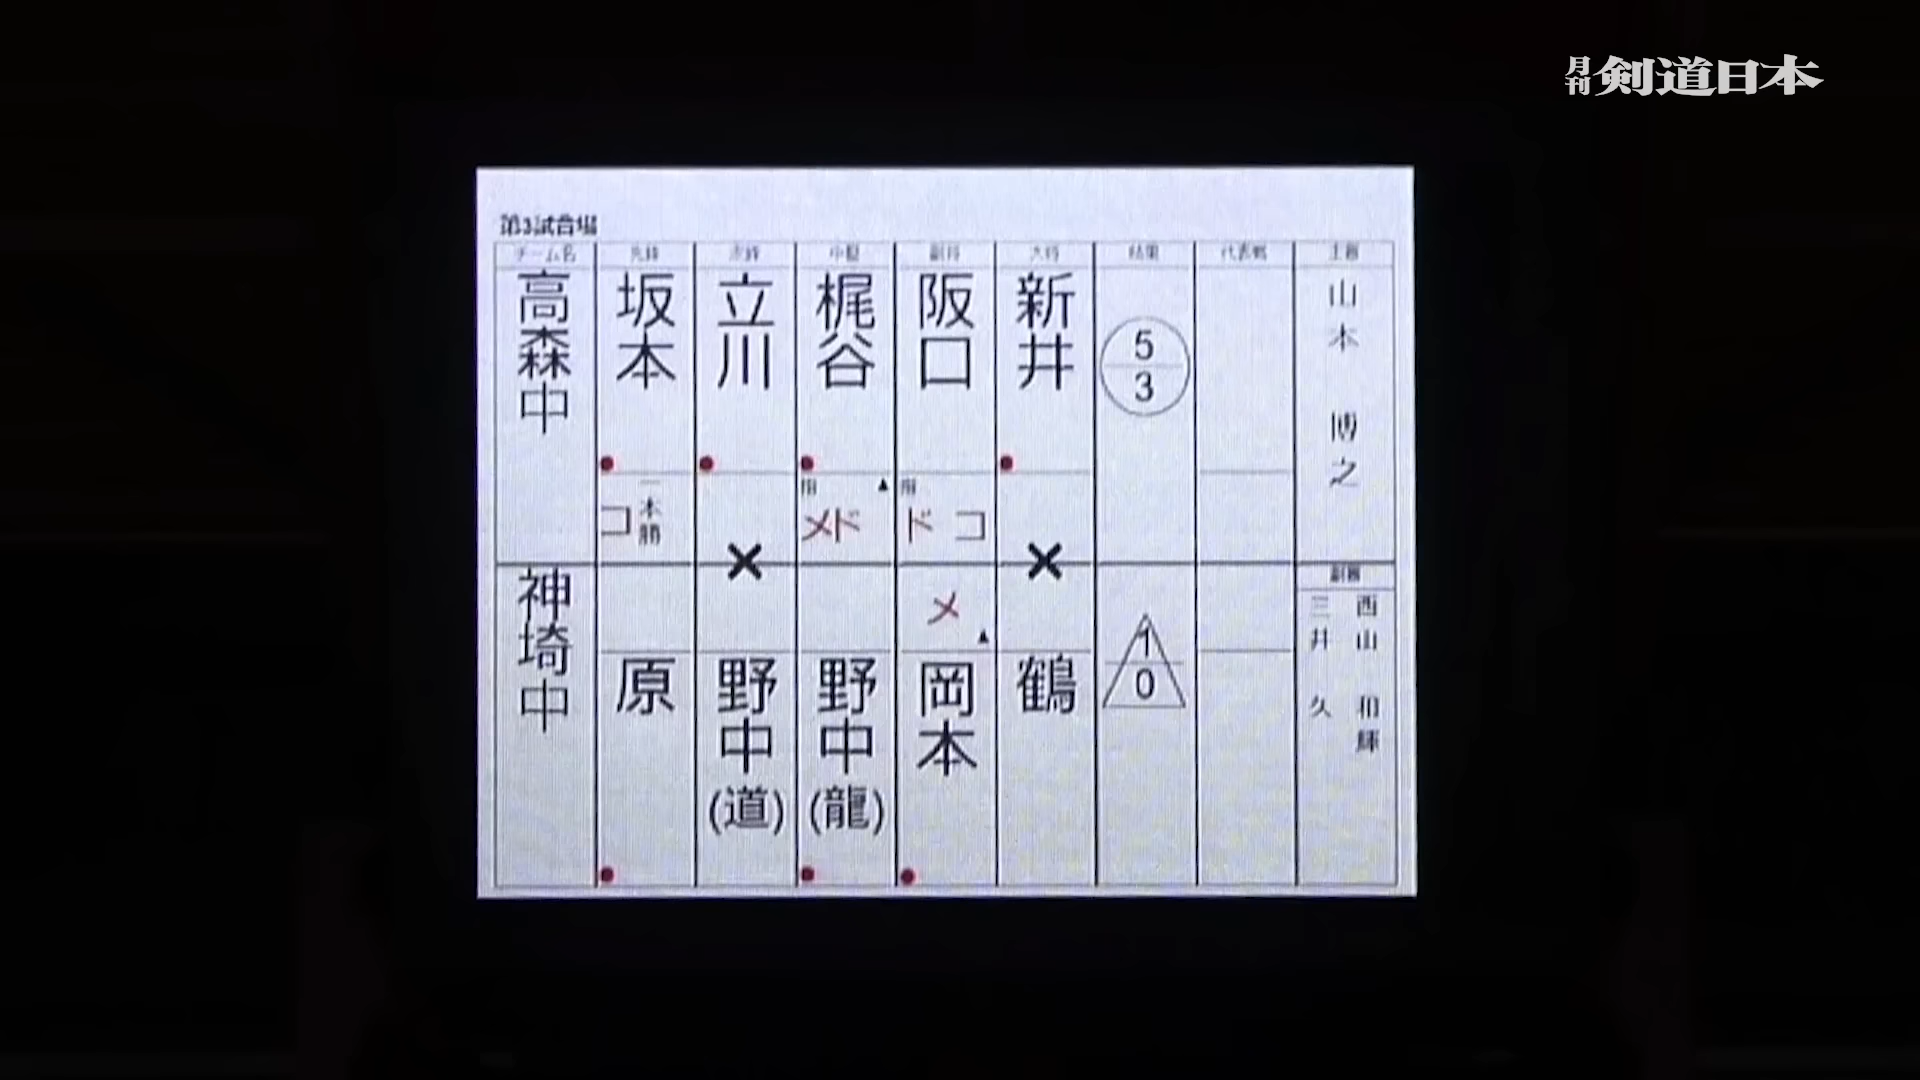 月刊 剣道日本
第3試合場
チーム名 先鋒 次鋒 中堅 副将 大将 結果 代表戦 主審
高森中 坂本 立川 梶谷 阪口 新井 5 3 山本 博之
コ 一本勝 メド ▲ ド コ
× ×
メ ▲
副審
神埼中 原 野中(道) 野中(龍) 岡本 鶴 1 0 西山 和輝 三井 久